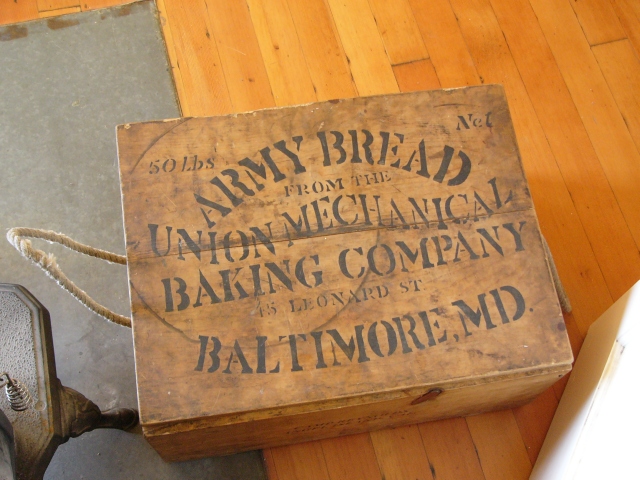 50 lbs
No 1
ARMY BREAD
FROM THE
UNION MECHANICAL
BAKING COMPANY
45 LEONARD ST
BALTIMORE, MD.